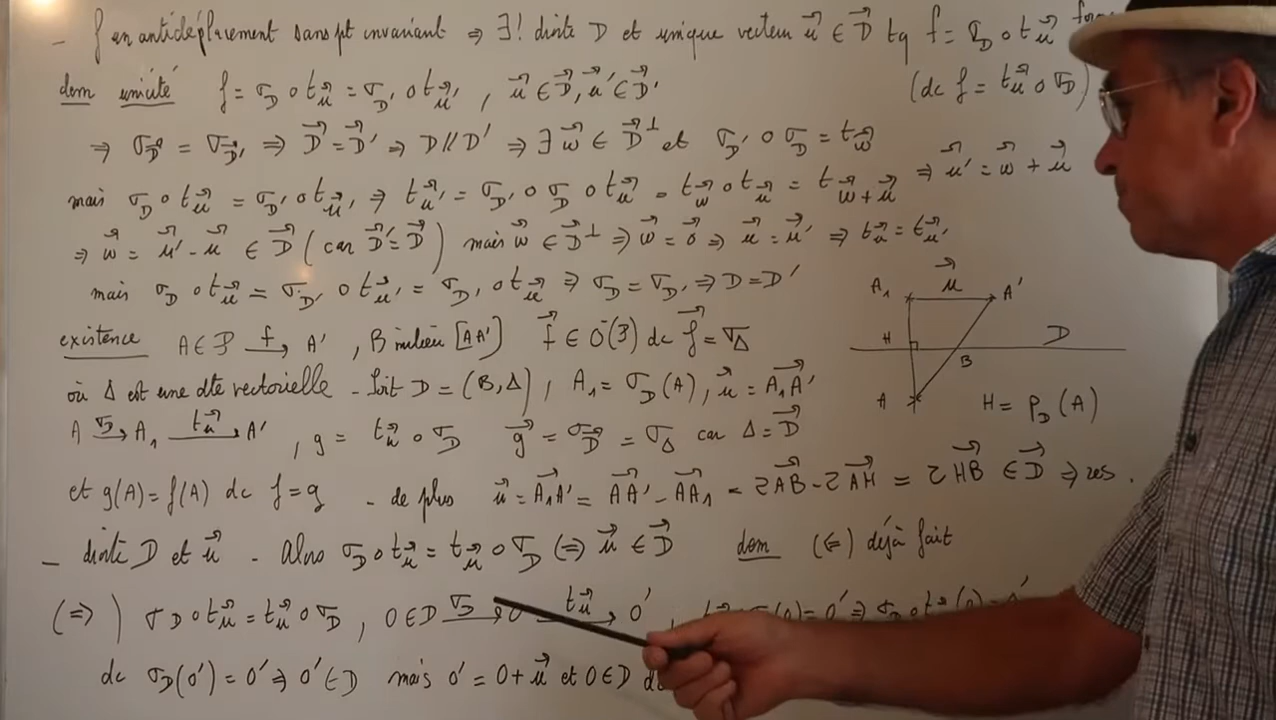 - f un antidéplacement sans pt invariant ⇒ ∃! droite D et unique vecteur u⃗ ∈ D⃗ tq f = σ_D o t_u⃗
dem unicité f = σ_D o t_u⃗ = σ_D' o t_u⃗' , u⃗ ∈ D⃗, u⃗' ∈ D⃗' (dc f = t_u⃗ o σ_D)
⇒ σ_D⃗ = σ_D⃗' ⇒ D⃗ = D⃗' ⇒ D // D' ⇒ ∃ w⃗ ∈ D⃗^⊥ et σ_D' o σ_D = t_w⃗
mais σ_D o t_u⃗ = σ_D' o t_u⃗' ⇒ t_u⃗' = σ_D' o σ_D o t_u⃗ = t_w⃗ o t_u⃗ = t_w⃗+u⃗ ⇒ u⃗' = w⃗ + u⃗
⇒ w⃗ = u⃗' - u⃗ ∈ D⃗ (car D⃗' = D⃗) mais w⃗ ∈ D⃗^⊥ ⇒ w⃗ = o⃗ ⇒ u⃗ = u⃗' ⇒ t_u⃗ = t_u⃗'
mais σ_D o t_u⃗ = σ_D' o t_u⃗' = σ_D' o t_u⃗ ⇒ σ_D = σ_D' ⇒ D = D'
existence A ∈ P →f A' , B milieu [AA'] f⃗ ∈ O⁻(P⃗) dc f⃗ = σ_Δ
où Δ est une dte vectorielle - Soit D = (B, Δ) , A₁ = σ_D(A) , u⃗ = A₁A'⃗
A →σ_D A₁ →t_u⃗ A' , g = t_u⃗ o σ_D g⃗ = σ_D⃗ = σ_Δ car Δ = D⃗
et g(A) = f(A) dc f = g - de plus u⃗ = A₁A'⃗ = AA'⃗ - AA₁⃗ = 2AB⃗ - 2AH⃗ = 2HB⃗ ∈ D⃗ ⇒ res.
- droite D et u⃗ - Alors σ_D o t_u⃗ = t_u⃗ o σ_D ⇔ u⃗ ∈ D⃗ dem (⇐) déjà fait
(⇒) σ_D o t_u⃗ = t_u⃗ o σ_D , O ∈ D →σ_D O →t_u⃗ O'
dc σ_D(O') = O' ⇒ O' ∈ D mais O' = O + u⃗ et O ∈ D
A₁ u⃗ A'
H B D
A H = p_D(A)